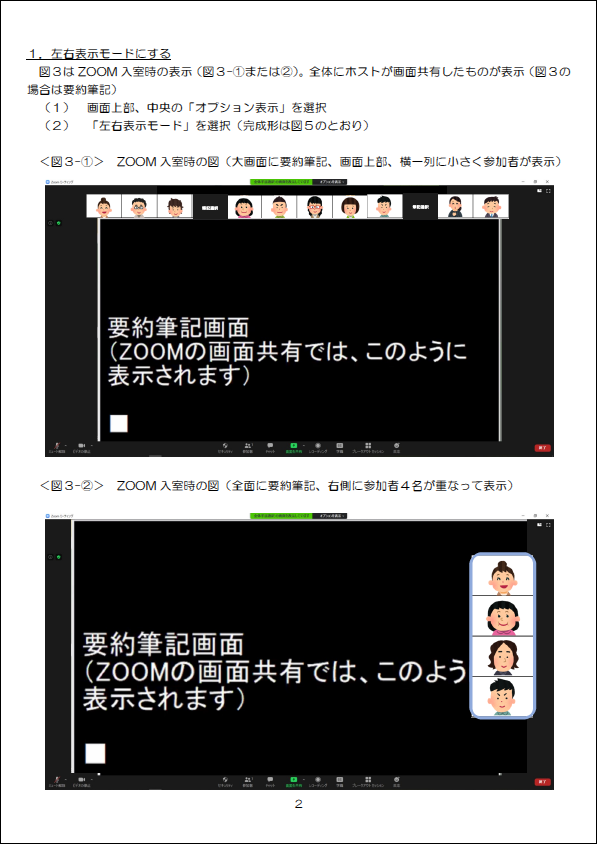 １．左右表示モードにする
図３は ZOOM 入室時の表示（図３-①または②）。全体にホストが画面共有したものが表示（図３の
場合は要約筆記）
（１）　画面上部、中央の「オプション表示」を選択
（２）　「左右表示モード」を選択（完成形は図５のとおり）
＜図３-①＞　ZOOM 入室時の図（大画面に要約筆記、画面上部、横一列に小さく参加者が表示）
要約筆記画面
（ZOOMの画面共有では、このように
表示されます）
＜図３-②＞　ZOOM 入室時の図（全面に要約筆記、右側に参加者４名が重なって表示）
要約筆記画面
（ZOOMの画面共有では、このよう
表示されます）
2